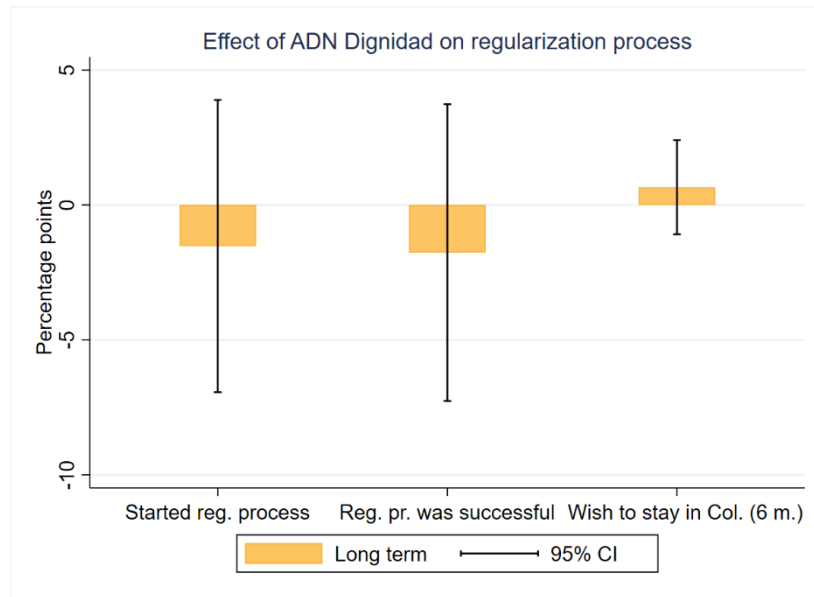 Effect of ADN Dignidad on regularization process
Percentage points
5
0
-5
-10
Started reg. process
Reg. pr. was successful
Wish to stay in Col. (6 m.)
Long term
95% CI